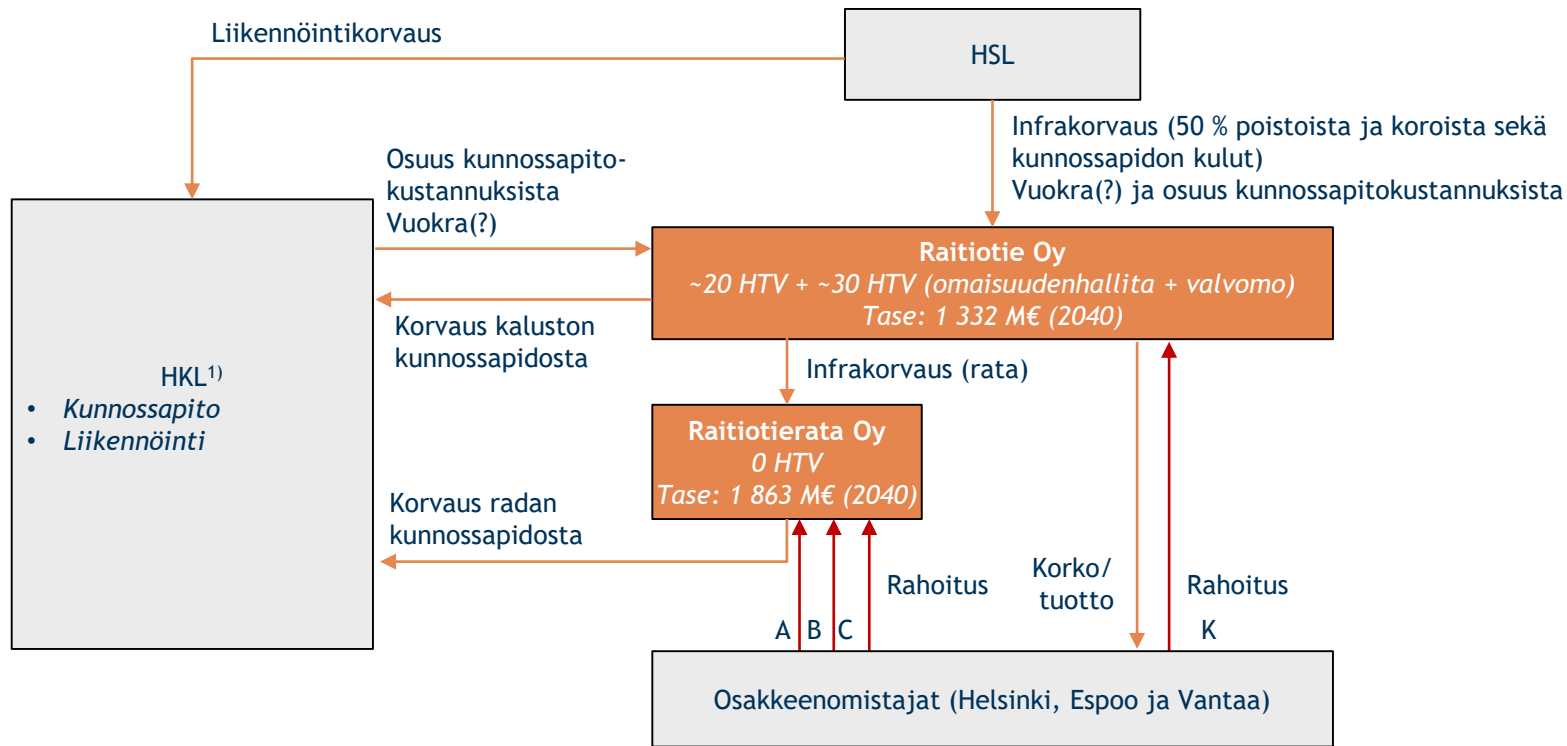 Liikennöintikorvaus
HSL
Infrakorvaus (50 % poistoista ja koroista sekä
kunnossapidon kulut)
Vuokra(?) ja osuus kunnossapitokustannuksista
Osuus kunnossapito-
kustannuksista
Vuokra(?)
Raitiotie Oy
~20 HTV + ~30 HTV (omaisuudenhallita + valvomo)
Tase: 1 332 M€ (2040)
Korvaus kaluston
kunnossapidosta
HKL1)
• Kunnossapito
• Liikennöinti
Infrakorvaus (rata)
Raitiotierata Oy
0 HTV
Tase: 1 863 M€ (2040)
Korvaus radan
kunnossapidosta
Rahoitus
A B C
Korko/
tuotto
Rahoitus
K
Osakkeenomistajat (Helsinki, Espoo ja Vantaa)